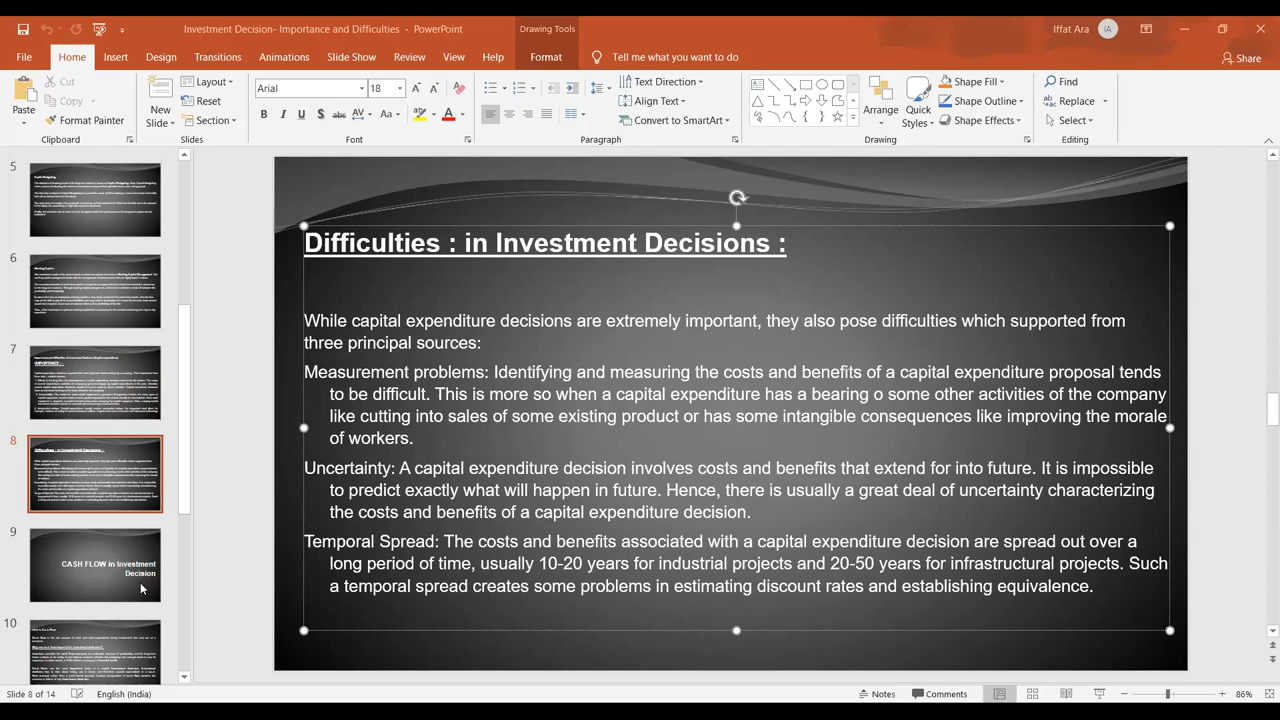 Investment Decision- Importance and Difficulties - PowerPoint
Drawing Tools
Iffat Ara
IA
File
Home
Insert
Design
Transitions
Animations
Slide Show
Review
View
Help
Format
Tell me what you want to do
Share
Paste
Cut
Copy
Format Painter
Clipboard
New
Slide
Layout
Reset
Section
Slides
Arial
18
Font
Text Direction
Align Text
Convert to SmartArt
Paragraph
Arrange
Quick
Styles
Shape Fill
Shape Outline
Shape Effects
Drawing
Find
Replace
Select
Editing
5
6
7
8
9
CASH FLOW in Investment
Decision
10
Difficulties : in Investment Decisions :
While capital expenditure decisions are extremely important, they also pose difficulties which supported from
three principal sources:
Measurement problems: Identifying and measuring the costs and benefits of a capital expenditure proposal tends
to be difficult. This is more so when a capital expenditure has a bearing o some other activities of the company
like cutting into sales of some existing product or has some intangible consequences like improving the morale
of workers.
Uncertainty: A capital expenditure decision involves costs and benefits that extend for into future. It is impossible
to predict exactly what will happen in future. Hence, there is usually a great deal of uncertainty characterizing
the costs and benefits of a capital expenditure decision.
Temporal Spread: The costs and benefits associated with a capital expenditure decision are spread out over a
long period of time, usually 10-20 years for industrial projects and 20-50 years for infrastructural projects. Such
a temporal spread creates some problems in estimating discount rates and establishing equivalence.
Slide 8 of 14
English (India)
Notes
Comments
86%